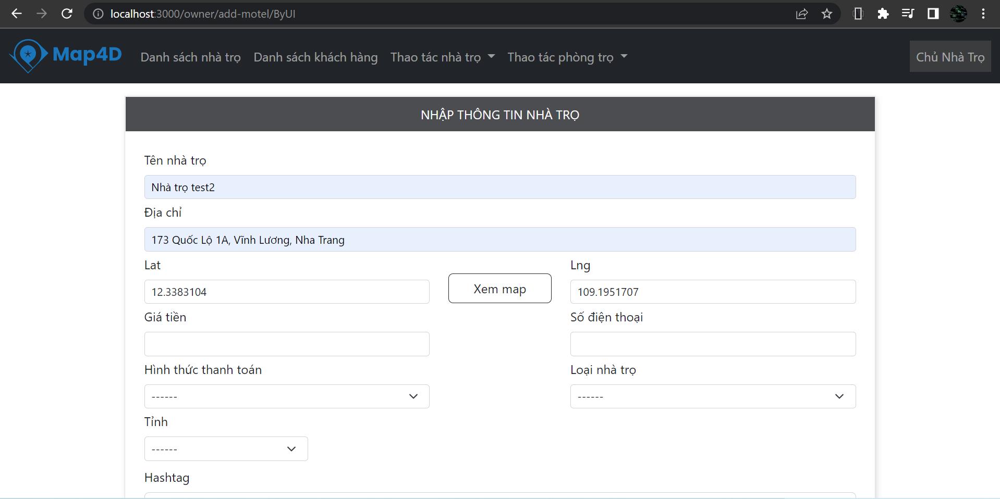 localhost:3000/owner/add-motel/ByUI
Map4D Danh sách nhà trọ Danh sách khách hàng Thao tác nhà trọ Thao tác phòng trọ Chủ Nhà Trọ
NHẬP THÔNG TIN NHÀ TRỌ
Tên nhà trọ
Nhà trọ test2
Địa chỉ
173 Quốc Lộ 1A, Vĩnh Lương, Nha Trang
Lat Lng
12.3383104 Xem map 109.1951707
Giá tiền Số điện thoại
Hình thức thanh toán Loại nhà trọ
------ ------
Tỉnh
------
Hashtag